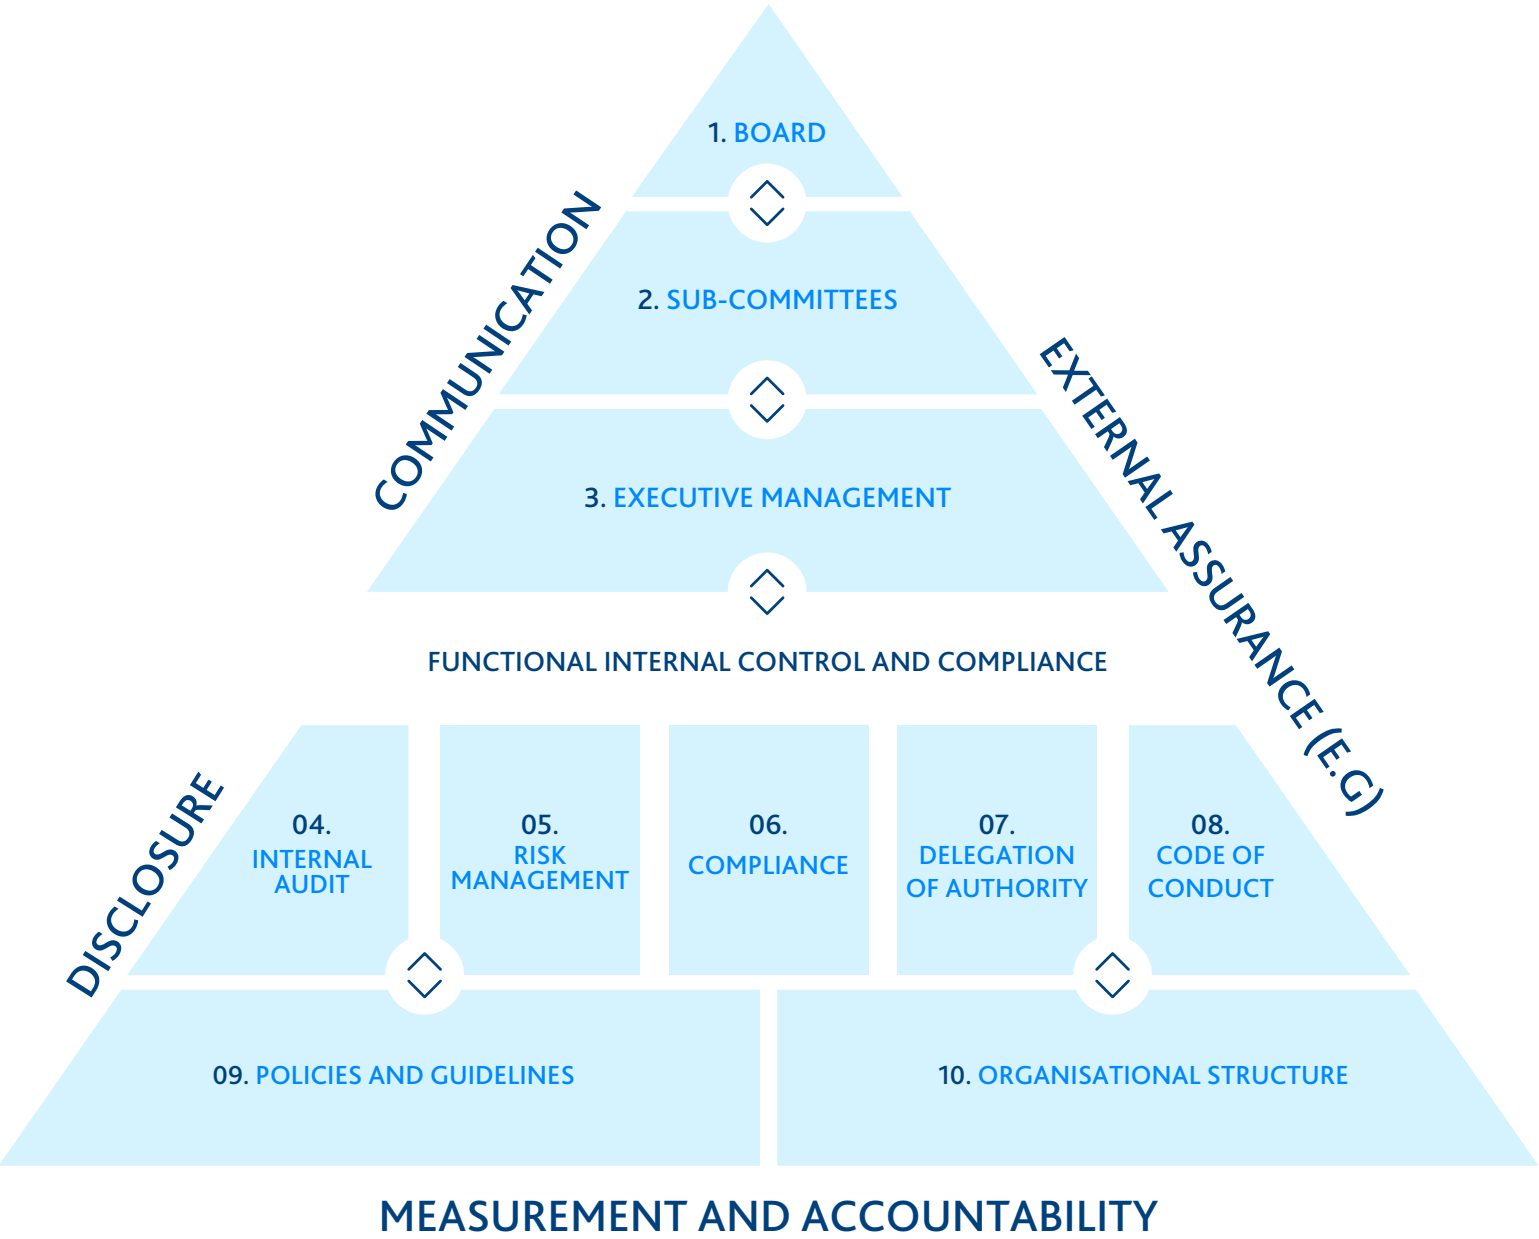 1. BOARD
COMMUNICATION
2. SUB-COMMITTEES
EXTERNAL ASSURANCE (E.G)
3. EXECUTIVE MANAGEMENT
FUNCTIONAL INTERNAL CONTROL AND COMPLIANCE
DISCLOSURE
04.
INTERNAL
AUDIT
05.
RISK
MANAGEMENT
06.
COMPLIANCE
07.
DELEGATION
OF AUTHORITY
08.
CODE OF
CONDUCT
09. POLICIES AND GUIDELINES
10. ORGANISATIONAL STRUCTURE
MEASUREMENT AND ACCOUNTABILITY